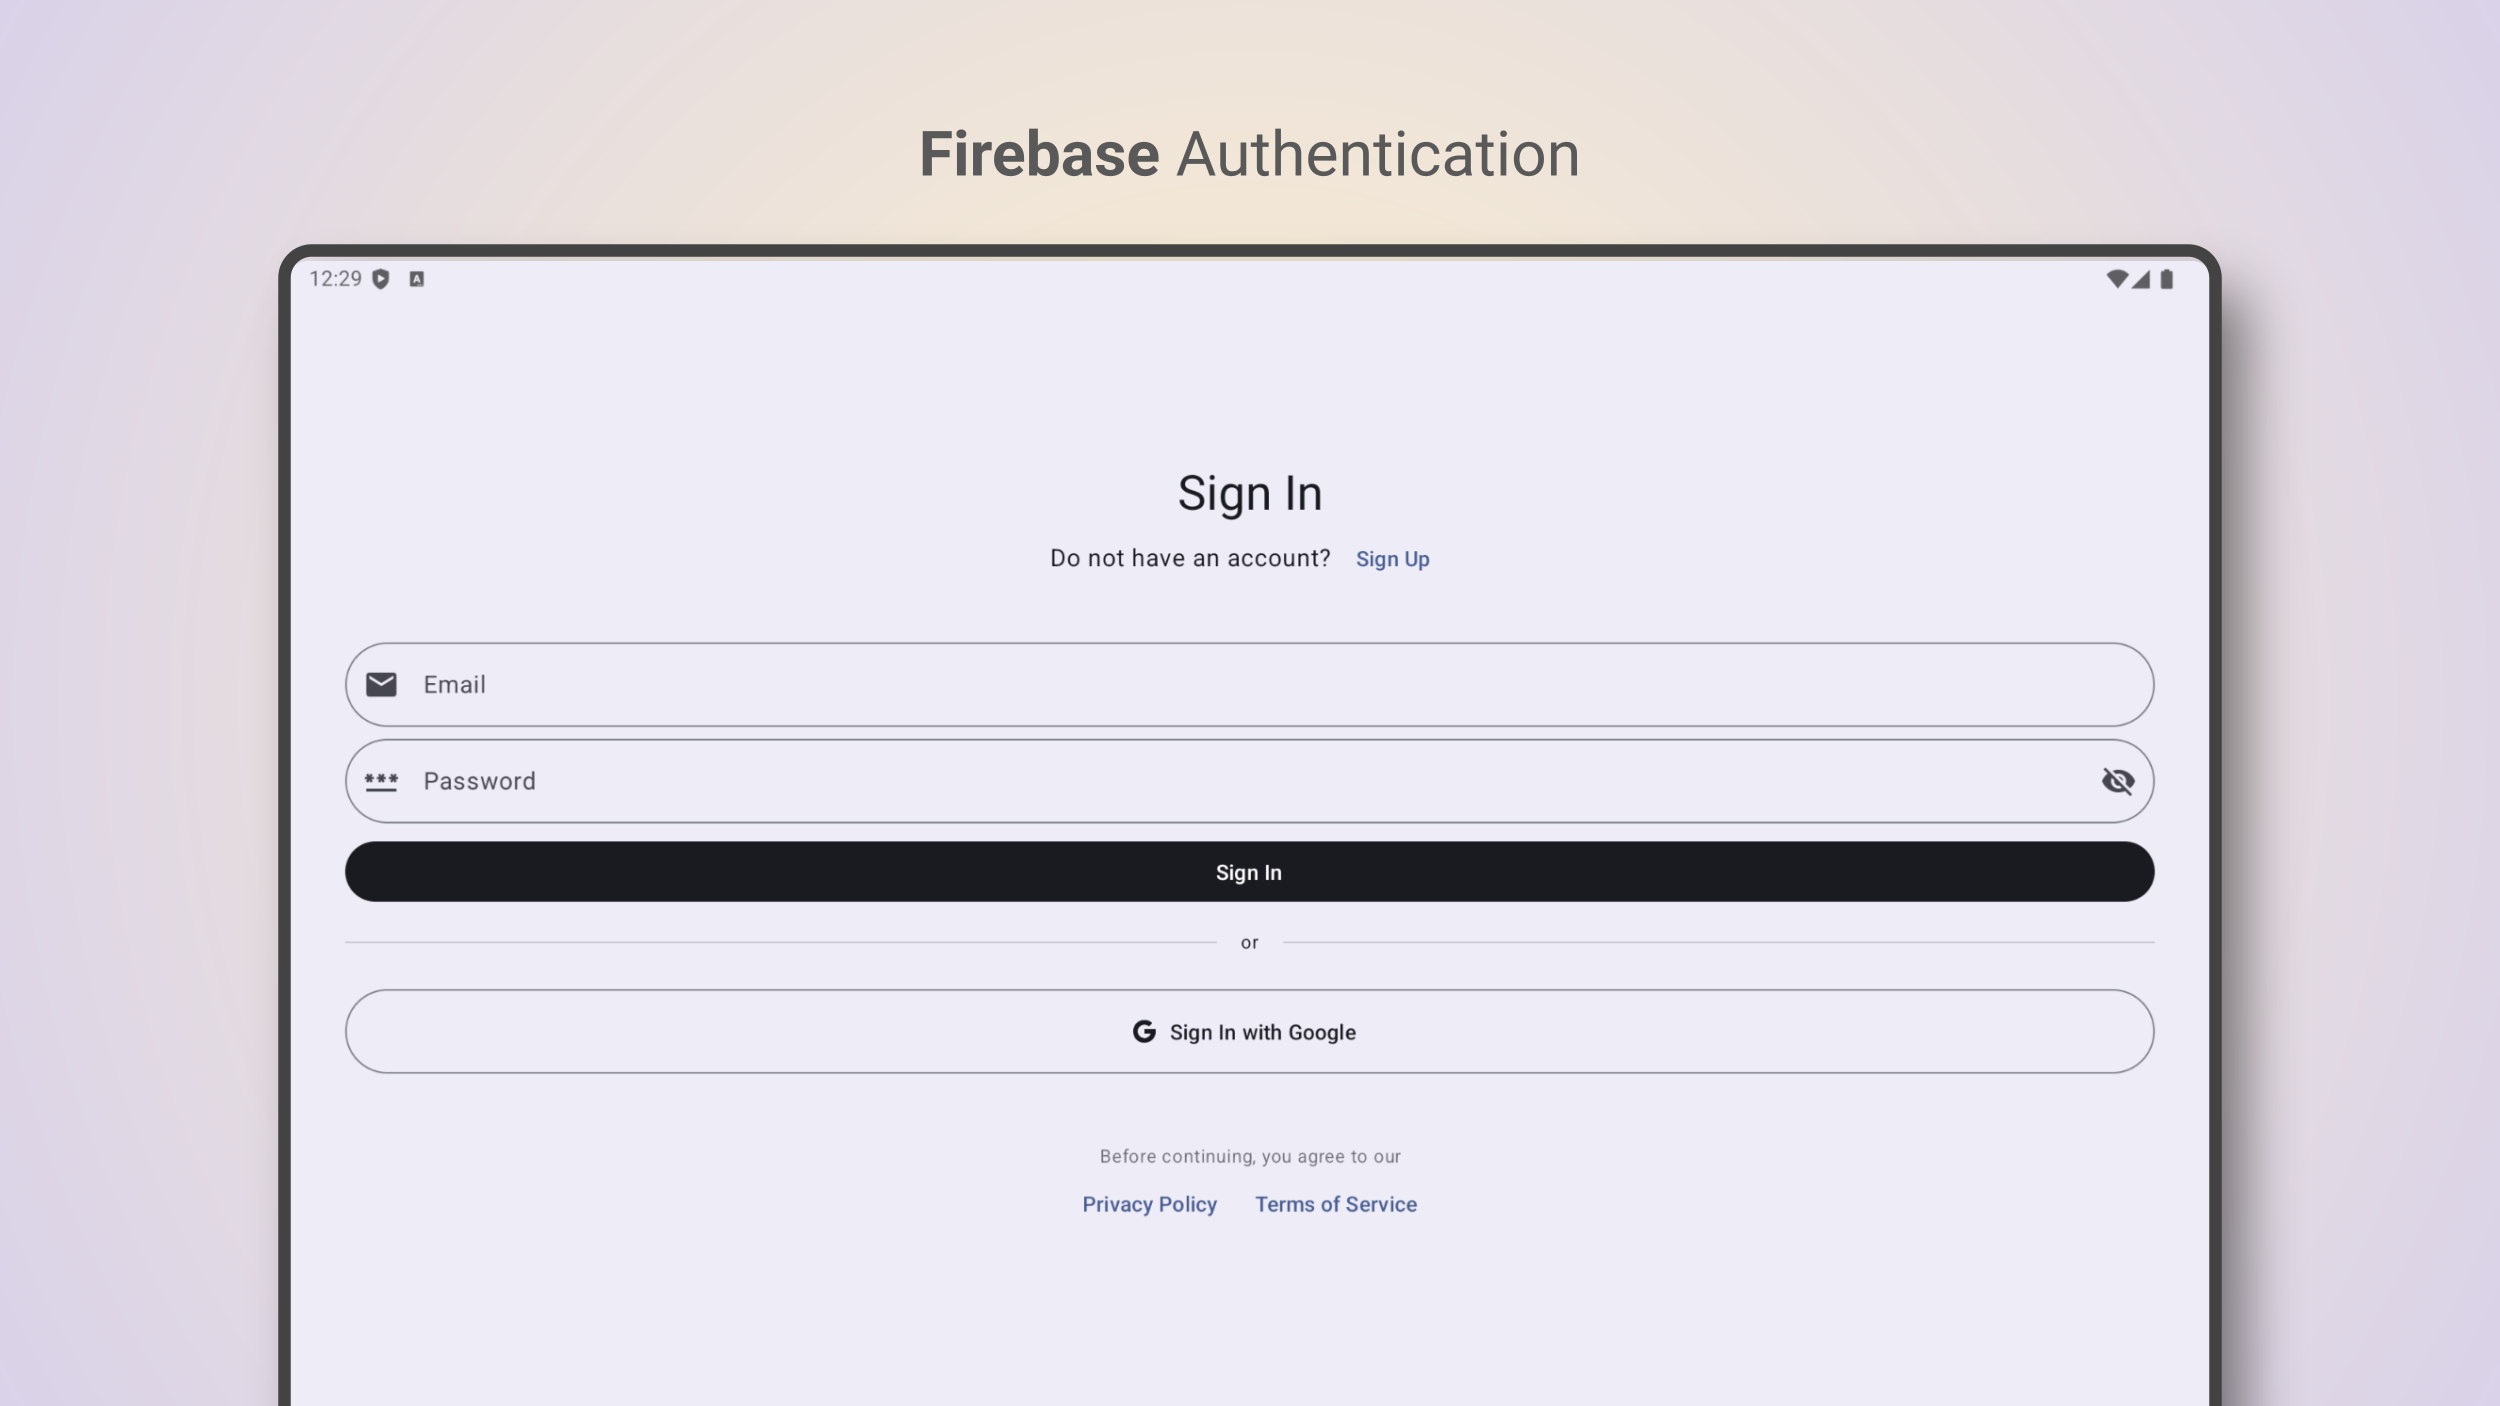 Firebase Authentication
12:29
Sign In
Do not have an account? Sign Up
Email
*** Password
Sign In
or
G Sign In with Google
Before continuing, you agree to our
Privacy Policy Terms of Service